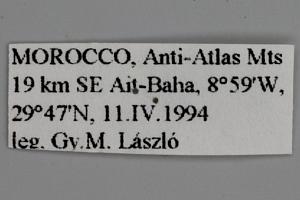 MOROCCO, Anti-Atlas Mts
19 km SE Ait-Baha, 8°59'W,
29°47'N, 11.IV.1994
leg. Gy.M. László